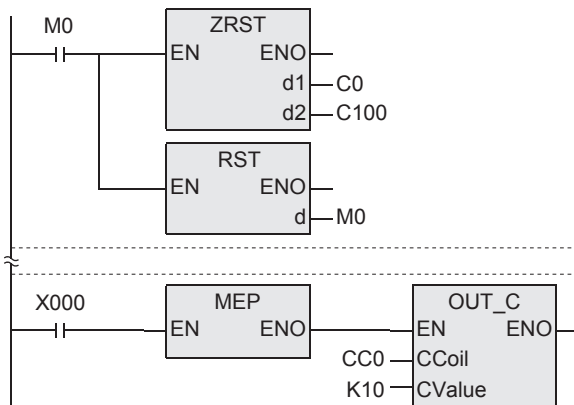 M0
ZRST
EN ENO
d1 C0
d2 C100
RST
EN ENO
d M0
X000
MEP
EN ENO
OUT_C
EN ENO
CC0 CCoil
K10 CValue